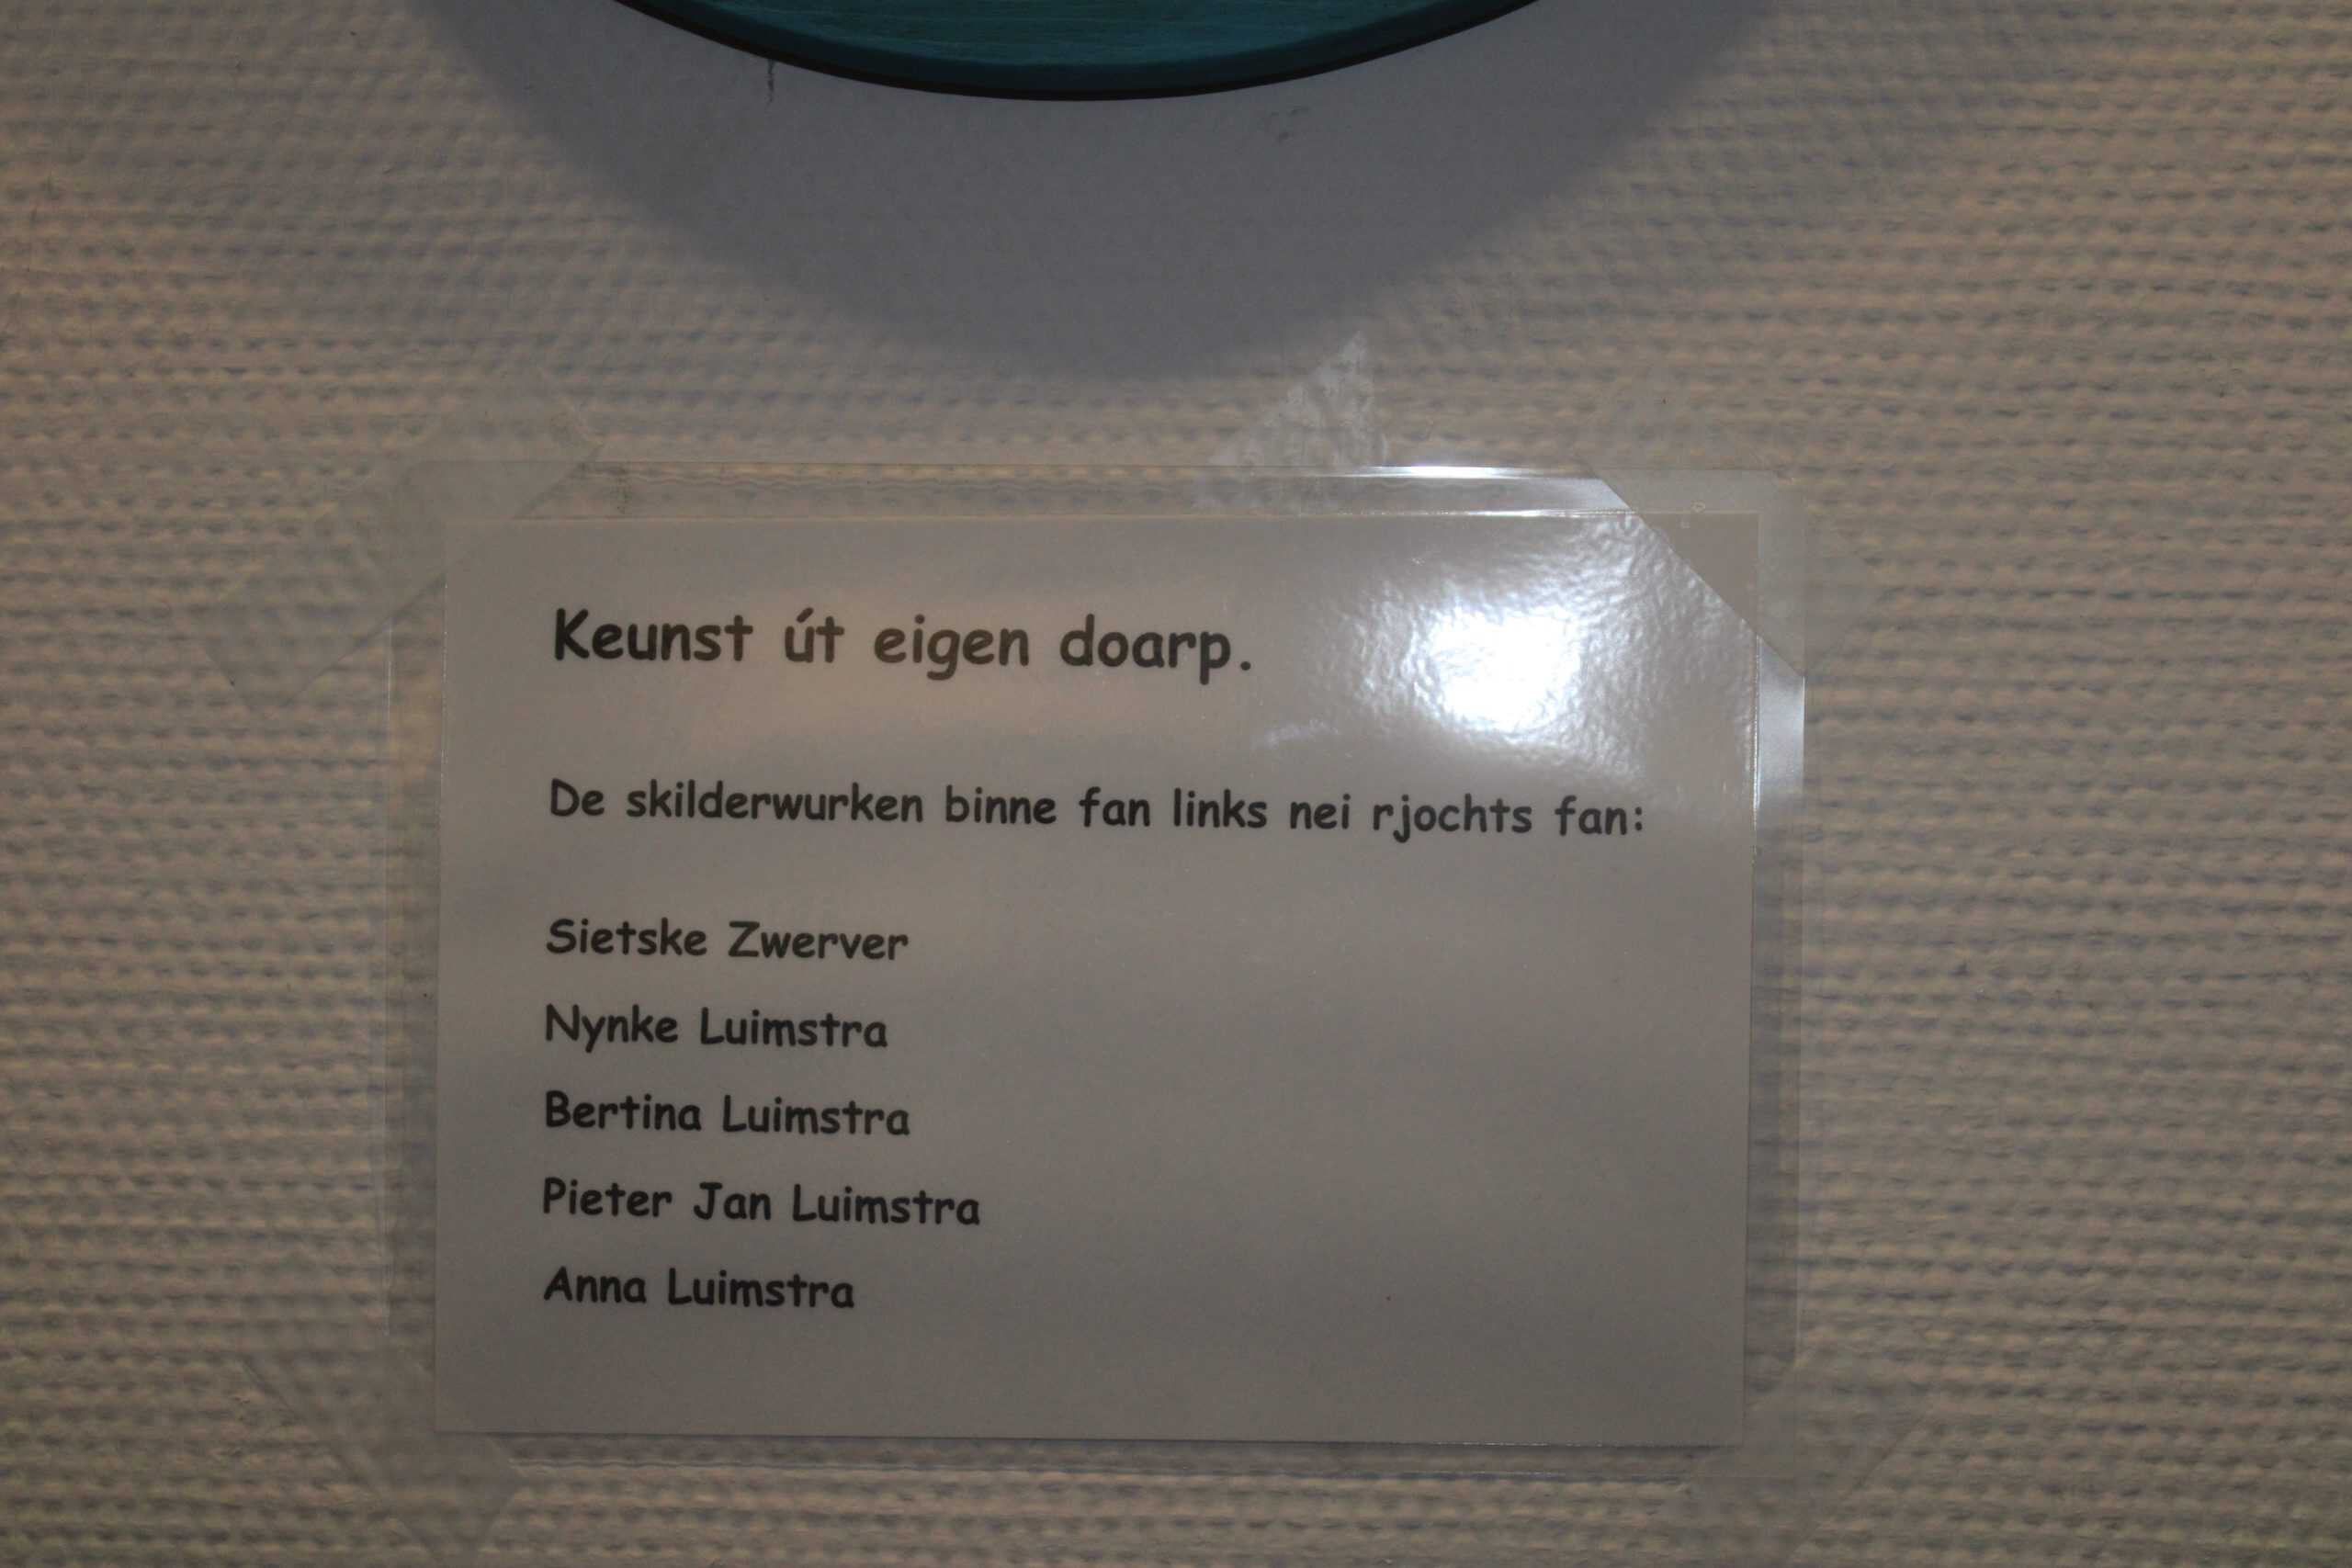 Keunst út eigen doarp.
De skilderwurken binne fan links nei rjochts fan:
Sietske Zwerver
Nynke Luimstra
Bertina Luimstra
Pieter Jan Luimstra
Anna Luimstra